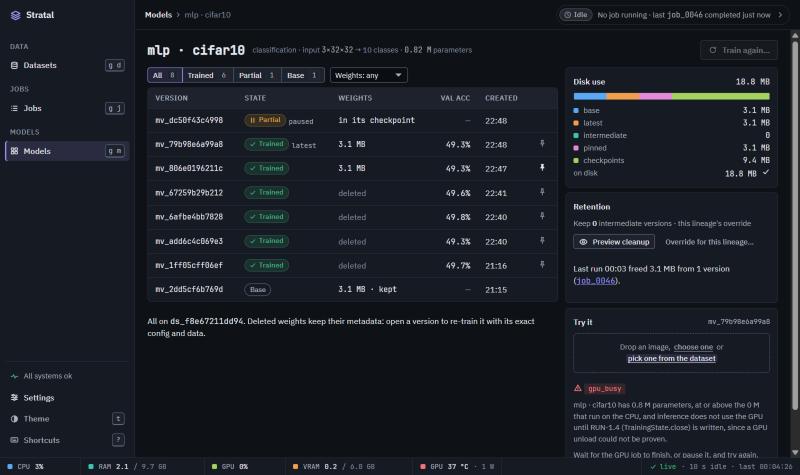 Stratal
Models › mlp · cifar10
Idle No job running · last job_0046 completed just now
DATA
Datasets g d
JOBS
Jobs g j
MODELS
Models g m
mlp · cifar10 classification · input 3×32×32 → 10 classes · 0.82 M parameters
Train again…
All 8 Trained 6 Partial 1 Base 1 Weights: any
VERSION STATE WEIGHTS VAL ACC CREATED
mv_dc50f43c4998 Partial paused in its checkpoint — 22:48
mv_79b98e6a99a8 Trained latest 3.1 MB 49.3% 22:48
mv_806e0196211c Trained 3.1 MB 49.3% 22:47
mv_67259b29b212 Trained deleted 49.6% 22:41
mv_6afbe4bb7828 Trained deleted 49.8% 22:40
mv_add6c4c069e3 Trained deleted 49.3% 22:40
mv_1ff05cff06ef Trained deleted 49.7% 21:16
mv_2dd5cf6b769d Base 3.1 MB · kept — 21:15
All on ds_f8e67211dd94. Deleted weights keep their metadata: open a version to re-train it with its exact
config and data.
Disk use 18.8 MB
base 3.1 MB
latest 3.1 MB
intermediate 0
pinned 3.1 MB
checkpoints 9.4 MB
on disk 18.8 MB ✓
Retention
Keep 0 intermediate versions · this lineage's override
Preview cleanup Override for this lineage…
Last run 00:03 freed 3.1 MB from 1 version
(job_0046).
Try it mv_79b98e6a99a8
Drop an image, choose one or
pick one from the dataset
gpu_busy
mlp · cifar10 has 0.8 M parameters, at or above the 0 M
that run on the CPU, and inference does not use the GPU
until RUN-1.4 (TrainingState.close) is written, since a GPU
unload could not be proven.
Wait for the GPU job to finish, or pause it, and try again.
All systems ok
Settings
Theme t
Shortcuts ?
CPU 3% RAM 2.1 / 9.7 GB GPU 0% VRAM 0.2 / 6.0 GB GPU 37 °C · 1 W ✓ live · 10 s idle · last 00:04:26